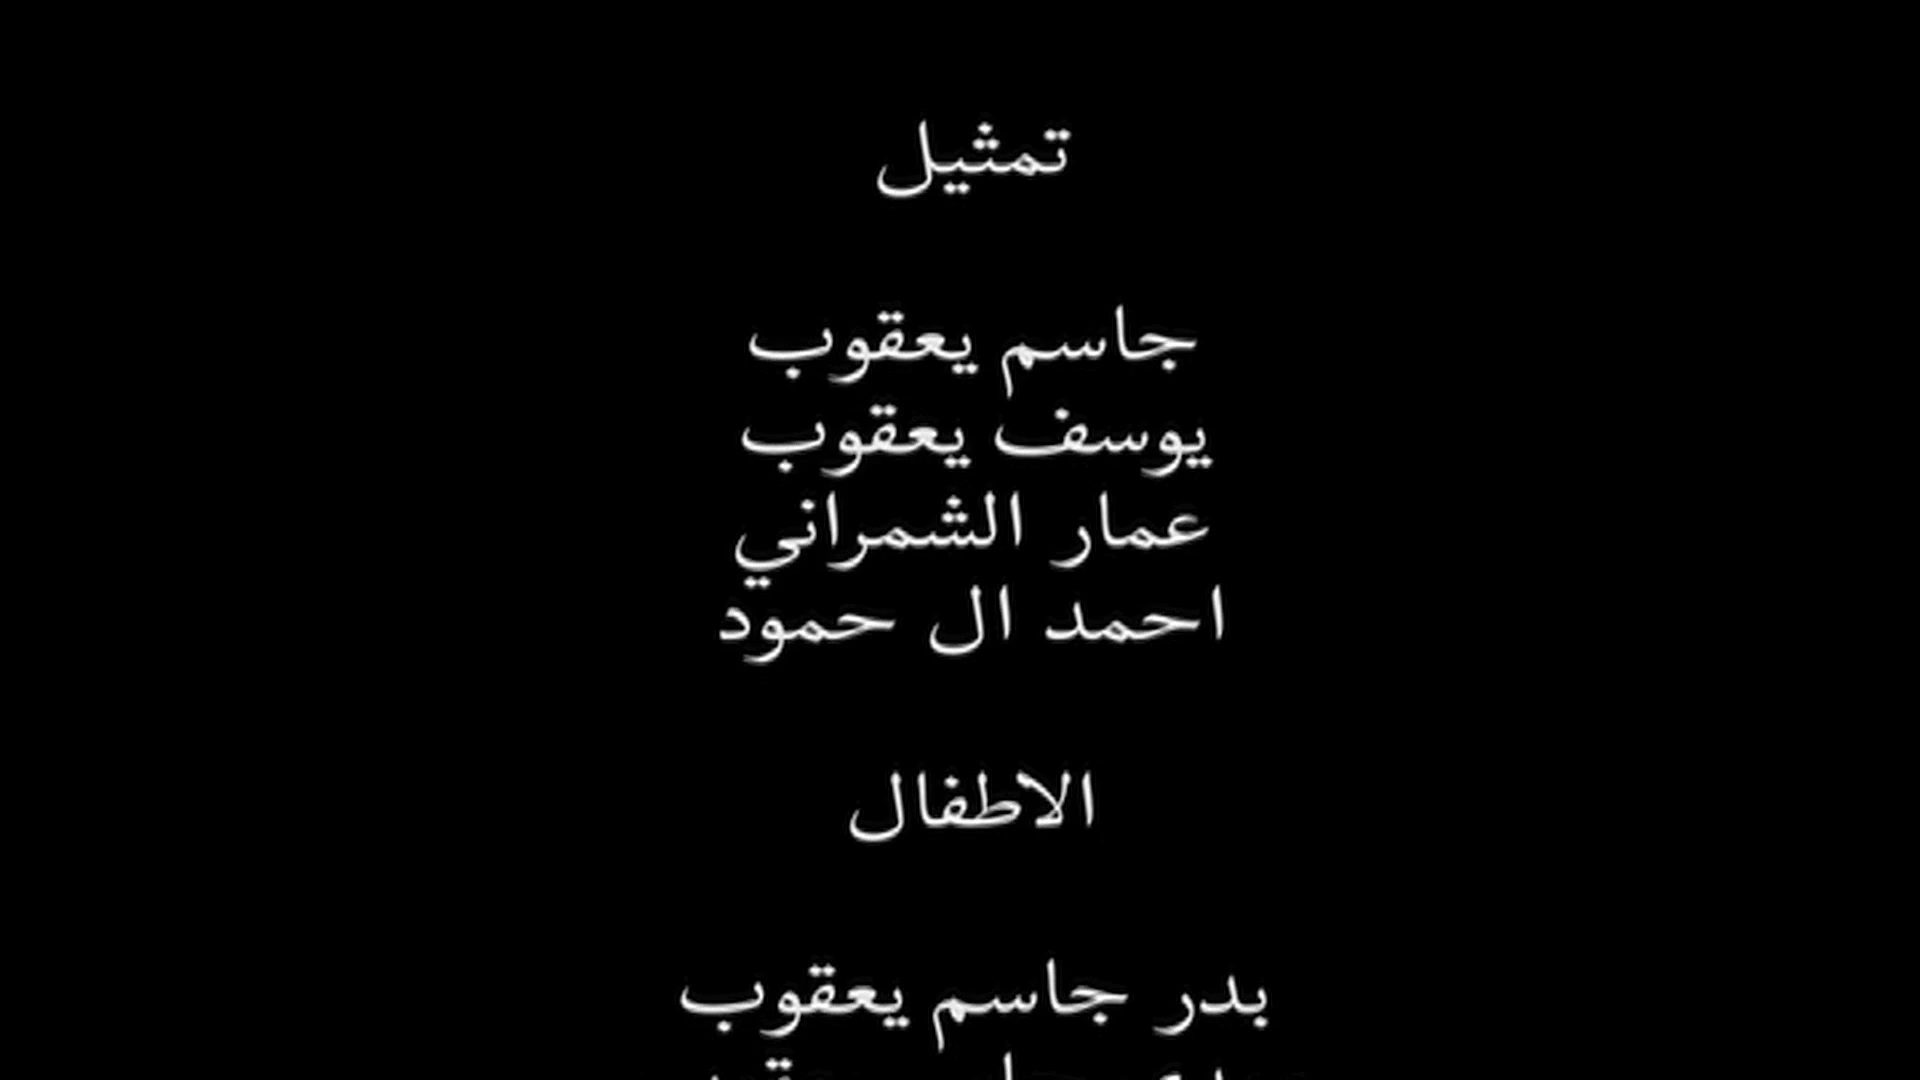 تمثيل
جاسم يعقوب
يوسف يعقوب
عمار الشمراني
احمد ال حمود
الاطفال
بدر جاسم يعقوب